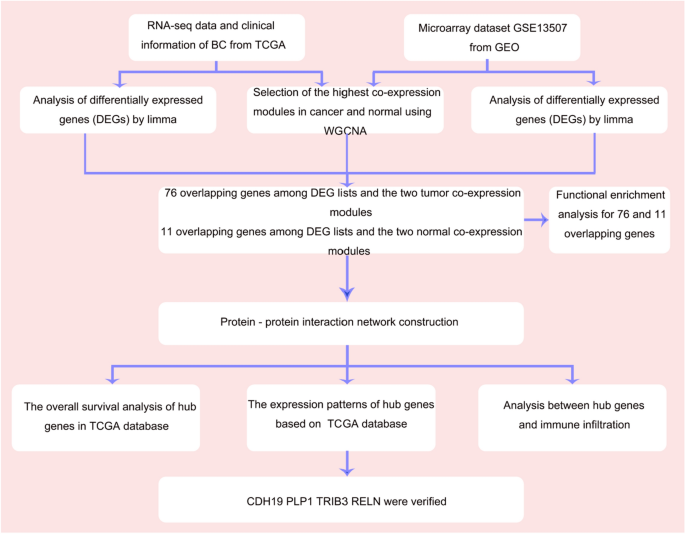 RNA-seq data and clinical
information of BC from TCGA
Microarray dataset GSE13507
from GEO
Analysis of differentially expressed
genes (DEGs) by limma
Selection of the highest co-expression
modules in cancer and normal using
WGCNA
Analysis of differentially expressed
genes (DEGs) by limma
76 overlapping genes among DEG lists and the two tumor co-expression
modules
11 overlapping genes among DEG lists and the two normal co-expression
modules
Functional enrichment
analysis for 76 and 11
overlapping genes
Protein - protein interaction network construction
The overall survival analysis of hub
genes in TCGA database
The expression patterns of hub genes
based on TCGA database
Analysis between hub genes
and immune infiltration
CDH19 PLP1 TRIB3 RELN were verified